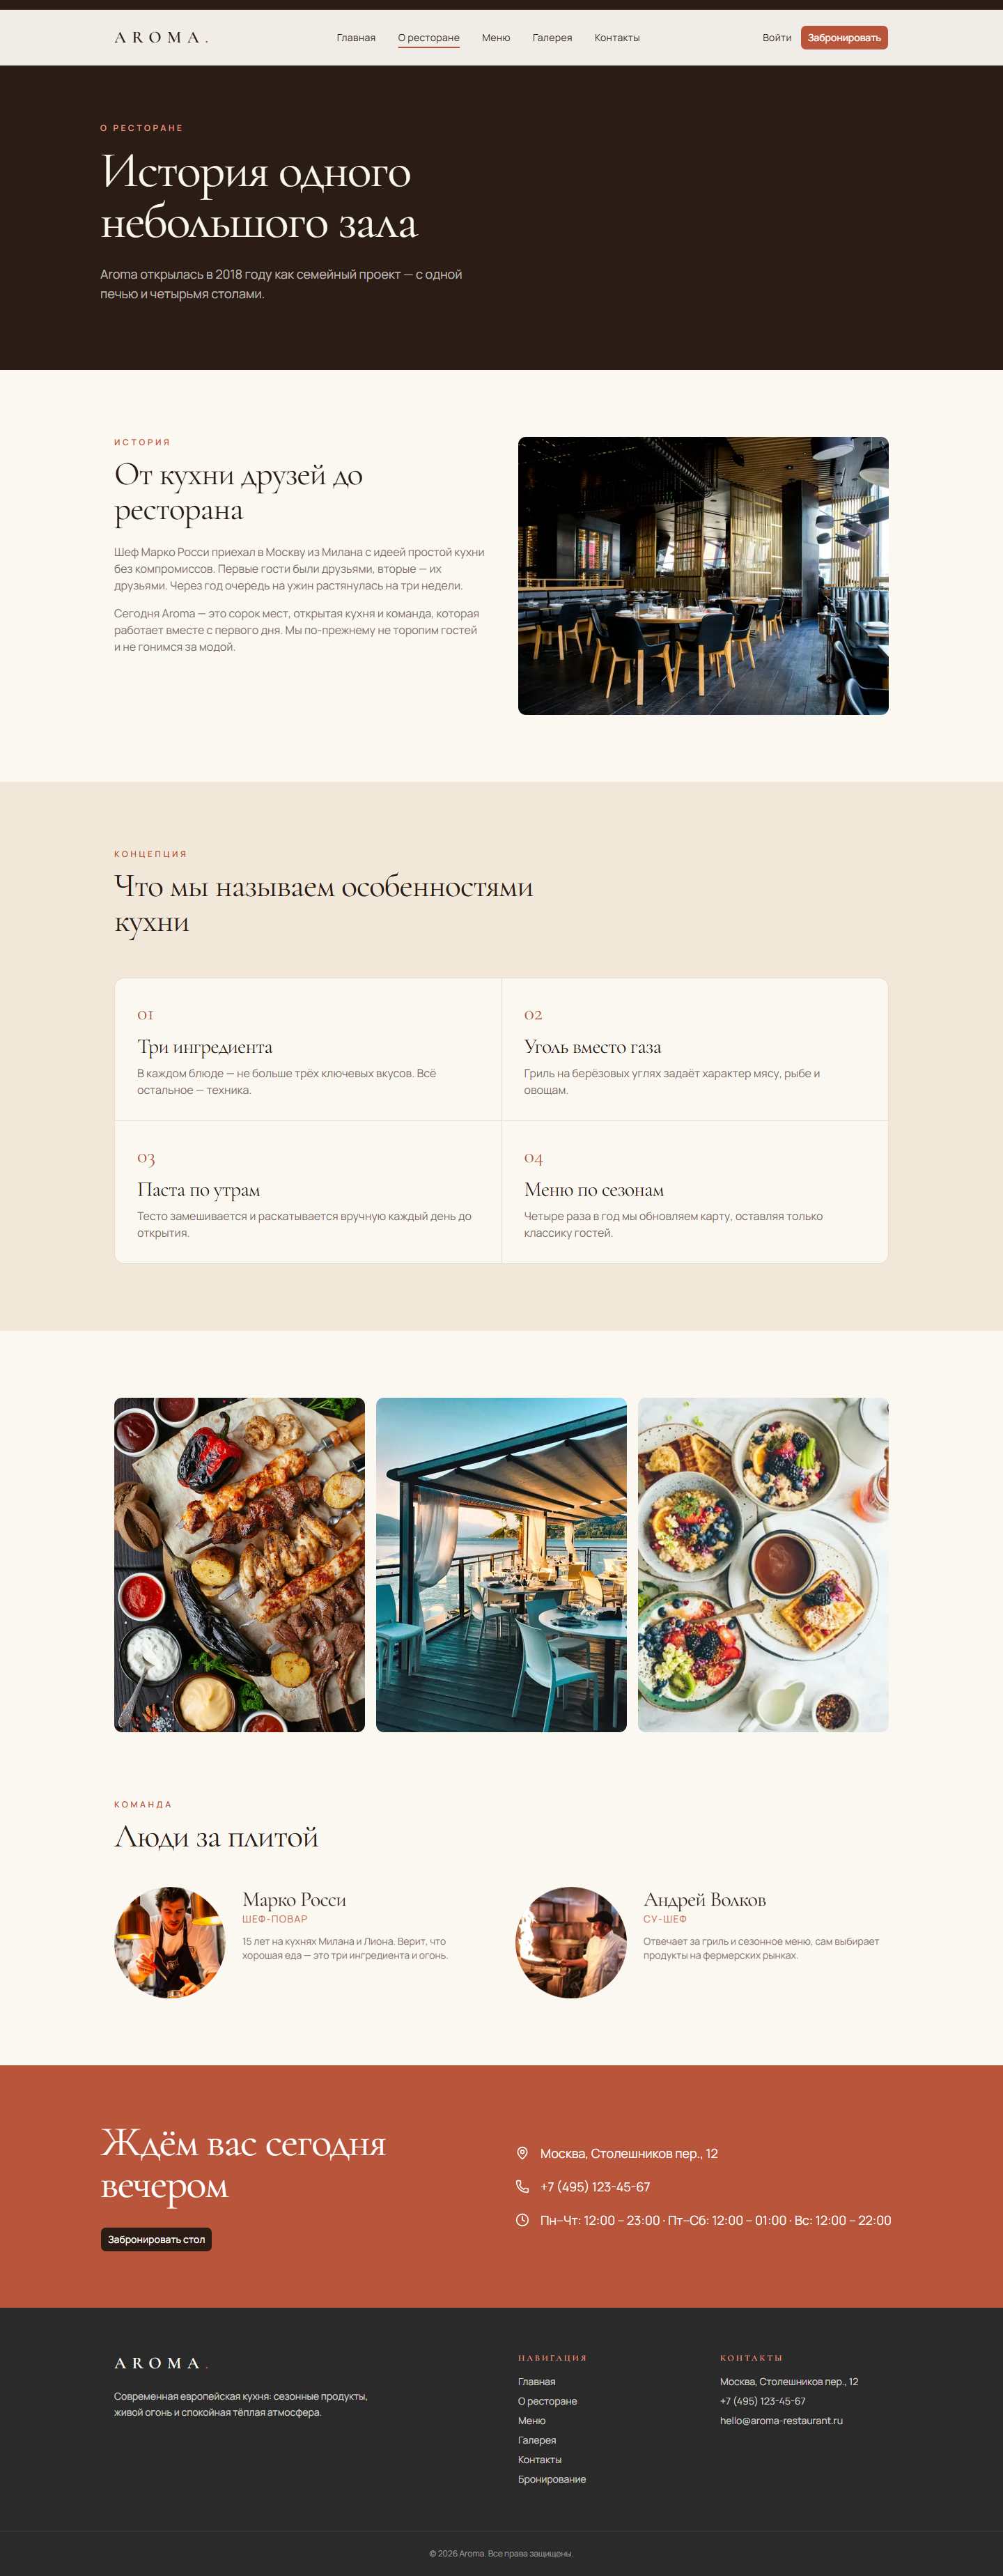 AROMA.
Главная
О ресторане
Меню
Галерея
Контакты
Войти
Забронировать
О РЕСТОРАНЕ
История одного
небольшого зала
Aroma открылась в 2018 году как семейный проект — с одной
печью и четырьмя столами.
ИСТОРИЯ
От кухни друзей до
ресторана
Шеф Марко Росси приехал в Москву из Милана с идеей простой кухни
без компромиссов. Первые гости были друзьями, вторые — их
друзьями. Через год очередь на ужин растянулась на три недели.
Сегодня Aroma — это сорок мест, открытая кухня и команда, которая
работает вместе с первого дня. Мы по-прежнему не торопим гостей
и не гонимся за модой.
КОНЦЕПЦИЯ
Что мы называем особенностями
кухни
01
Три ингредиента
В каждом блюде — не больше трёх ключевых вкусов. Всё
остальное — техника.
02
Уголь вместо газа
Гриль на берёзовых углях задаёт характер мясу, рыбе и
овощам.
03
Паста по утрам
Тесто замешивается и раскатывается вручную каждый день до
открытия.
04
Меню по сезонам
Четыре раза в год мы обновляем карту, оставляя только
классику гостей.
КОМАНДА
Люди за плитой
Марко Росси
ШЕФ-ПОВАР
15 лет на кухнях Милана и Лиона. Верит, что
хорошая еда — это три ингредиента и огонь.
Андрей Волков
СУ-ШЕФ
Отвечает за гриль и сезонное меню, сам выбирает
продукты на фермерских рынках.
Ждём вас сегодня
вечером
Забронировать стол
Москва, Столешников пер., 12
+7 (495) 123-45-67
Пн–Чт: 12:00 – 23:00 · Пт–Сб: 12:00 – 01:00 · Вс: 12:00 – 22:00
AROMA.
Современная европейская кухня: сезонные продукты,
живой огонь и спокойная тёплая атмосфера.
НАВИГАЦИЯ
Главная
О ресторане
Меню
Галерея
Контакты
Бронирование
КОНТАКТЫ
Москва, Столешников пер., 12
+7 (495) 123-45-67
hello@aroma-restaurant.ru
© 2026 Aroma. Все права защищены.